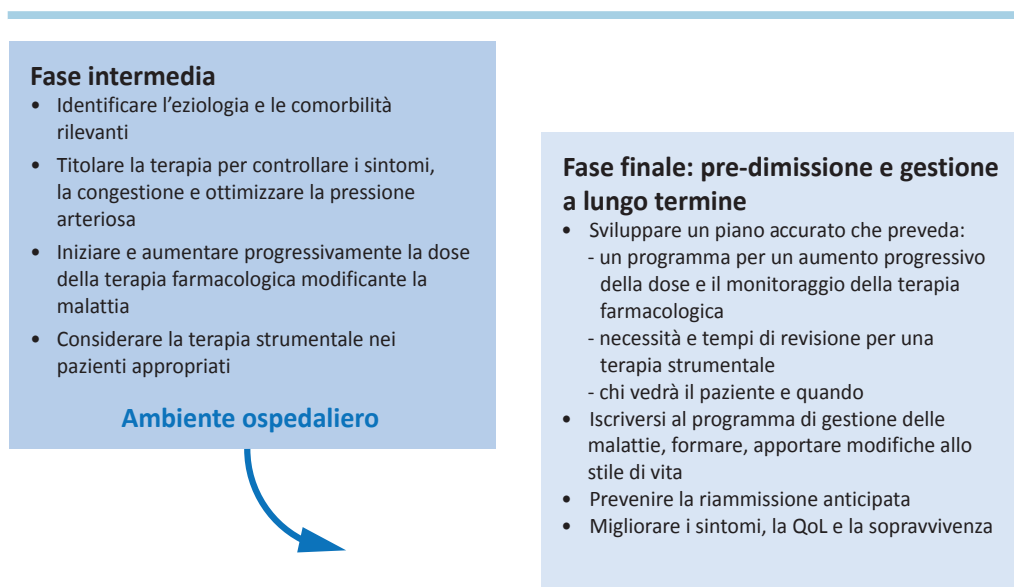 Fase intermedia
• Identificare l'eziologia e le comorbilità
rilevanti
• Titolare la terapia per controllare i sintomi,
la congestione e ottimizzare la pressione
arteriosa
• Iniziare e aumentare progressivamente la dose
della terapia farmacologica modificante la
malattia
• Considerare la terapia strumentale nei
pazienti appropriati
Ambiente ospedaliero
Fase finale: pre-dimissione e gestione
a lungo termine
• Sviluppare un piano accurato che preveda:
- un programma per un aumento progressivo
della dose e il monitoraggio della terapia
farmacologica
- necessità e tempi di revisione per una
terapia strumentale
- chi vedrà il paziente e quando
• Iscriversi al programma di gestione delle
malattie, formare, apportare modifiche allo
stile di vita
• Prevenire la riammissione anticipata
• Migliorare i sintomi, la QoL e la sopravvivenza